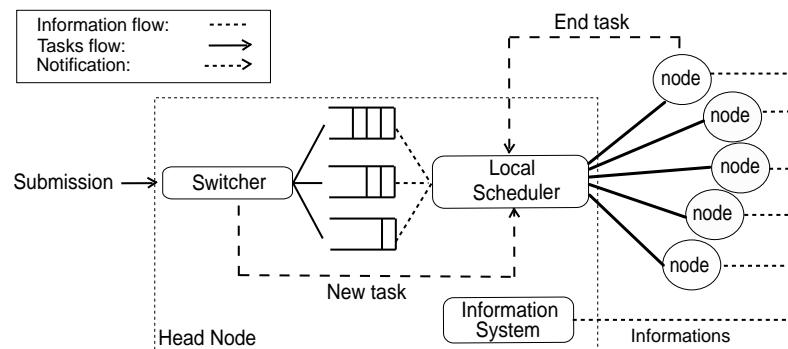 Information flow:
Tasks flow:
Notification:
End task
node
node
node
node
node
Submission
Switcher
Local
Scheduler
New task
Information
System
Head Node
Informations